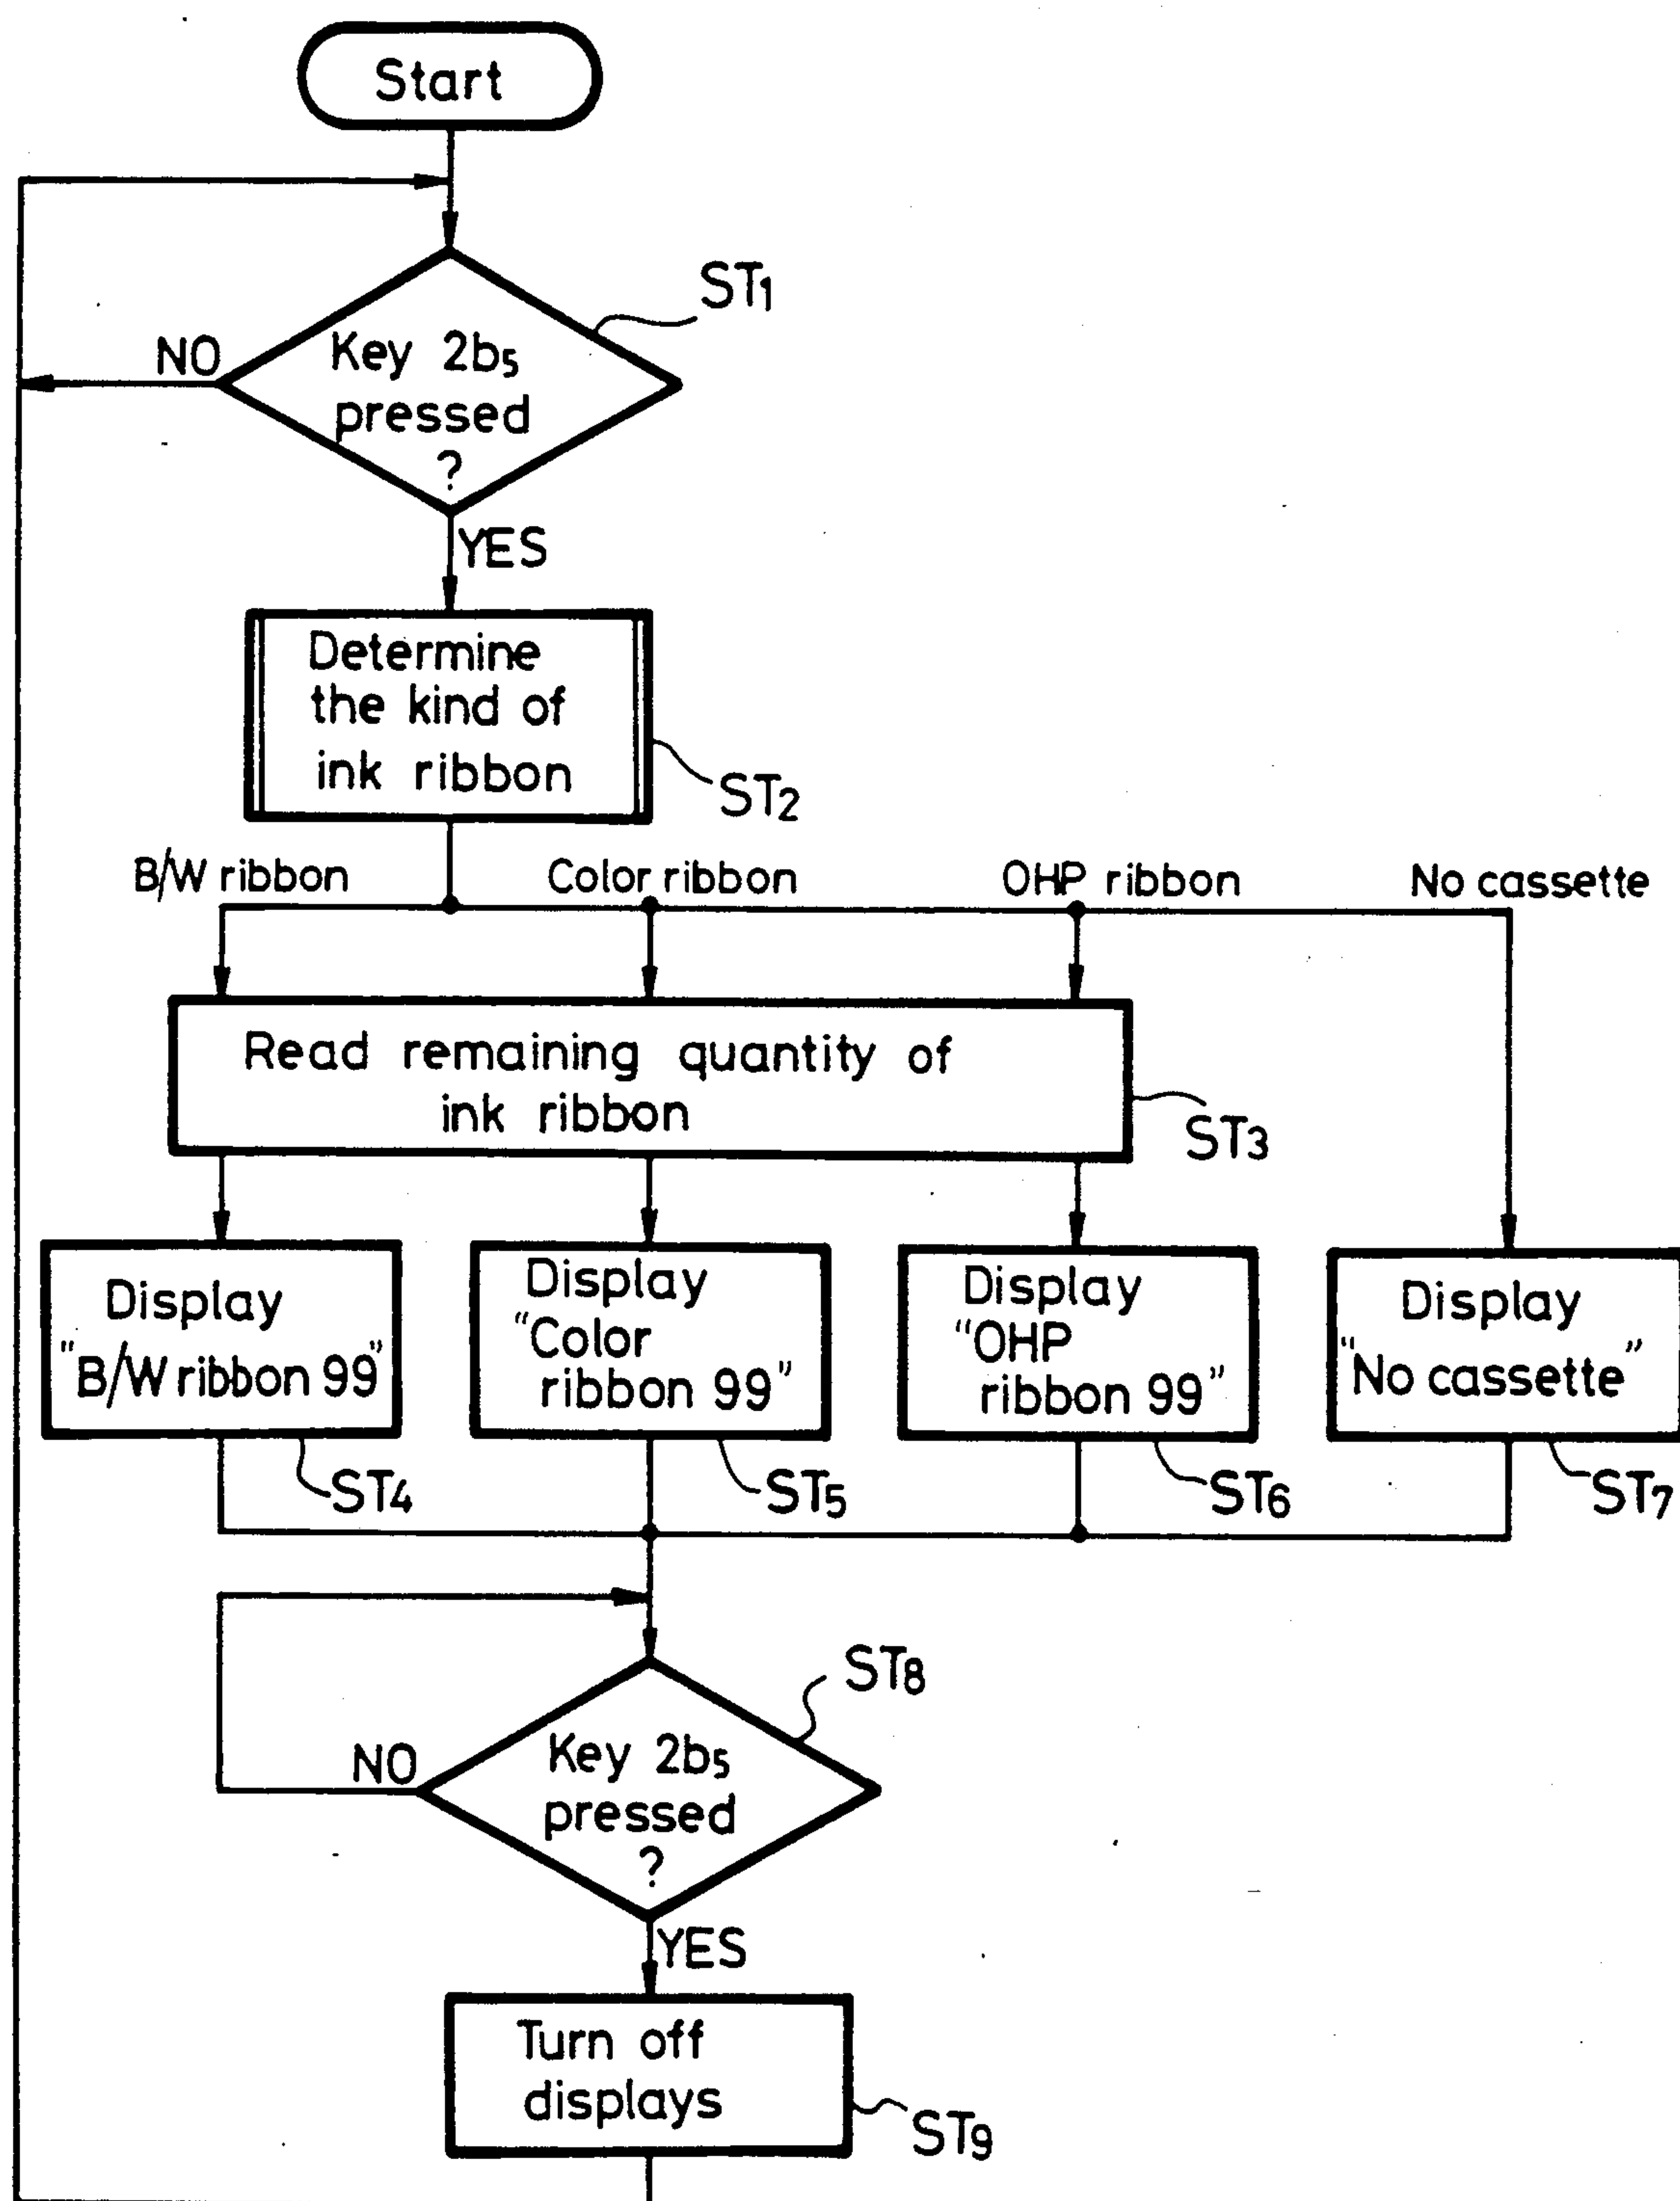 Start
ST1
NO
Key 2b5
pressed
?
YES
Determine
the kind of
ink ribbon
ST2
B/W ribbon
Color ribbon
OHP ribbon
No cassette
Read remaining quantity of
ink ribbon
ST3
Display
"B/W ribbon 99"
ST4
Display
"Color
ribbon 99"
ST5
Display
"OHP
ribbon 99"
ST6
Display
"No cassette"
ST7
ST8
NO
Key 2b5
pressed
?
YES
Turn off
displays
ST9